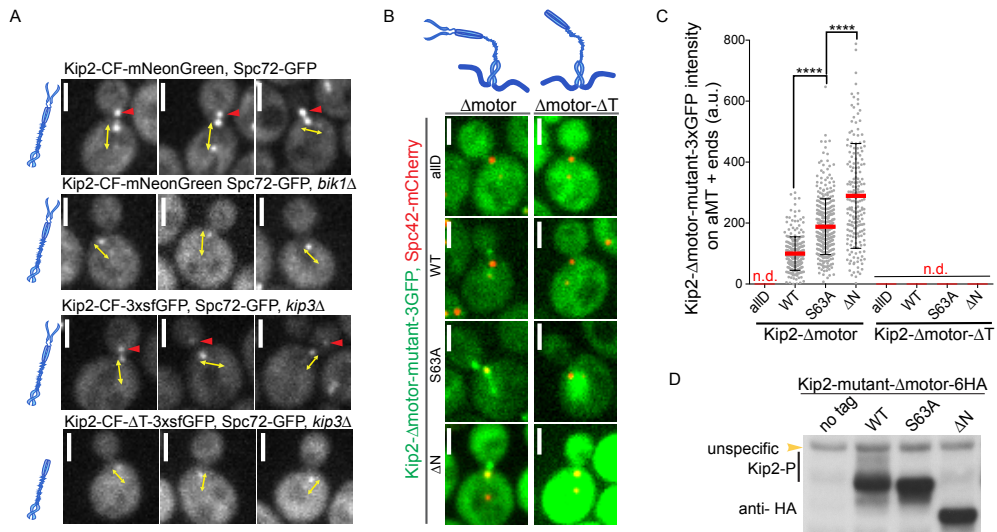 A
Kip2-CF-mNeonGreen, Spc72-GFP
Kip2-CF-mNeonGreen Spc72-GFP, bik1Δ
Kip2-CF-3xsfGFP, Spc72-GFP, kip3Δ
Kip2-CF-ΔT-3xsfGFP, Spc72-GFP, kip3Δ
B
Δmotor
Δmotor-ΔT
Kip2-Δmotor-mutant-3GFP, Spc42-mCherry
allD
WT
S63A
ΔN
C
Kip2-Δmotor-mutant-3xGFP intensity
on aMT + ends (a.u.)
800
600
400
200
0
****
****
n.d.
n.d.
allD
WT
S63A
ΔN
allD
WT
S63A
ΔN
Kip2-Δmotor
Kip2-Δmotor-ΔT
D
Kip2-mutant-Δmotor-6HA
no tag
WT
S63A
ΔN
unspecific
Kip2-P
anti- HA